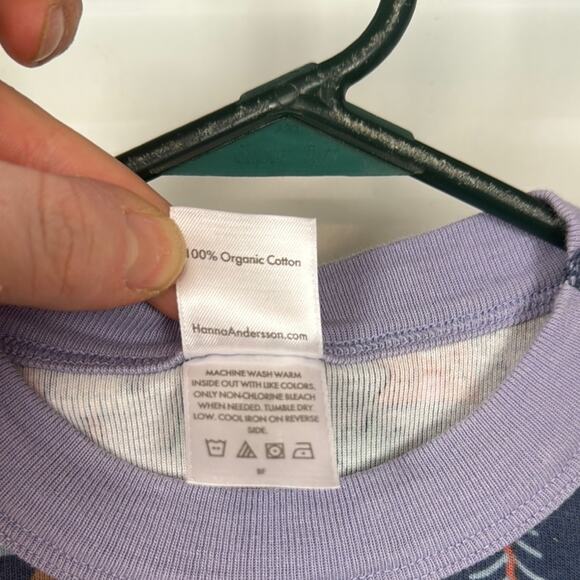 100% Organic Cotton
HannaAndersson.com
MACHINE WASH WARM
INSIDE OUT WITH LIKE COLORS.
ONLY NON-CHLORINE BLEACH
WHEN NEEDED. TUMBLE DRY
LOW. COOL IRON ON REVERSE
SIDE.
BF